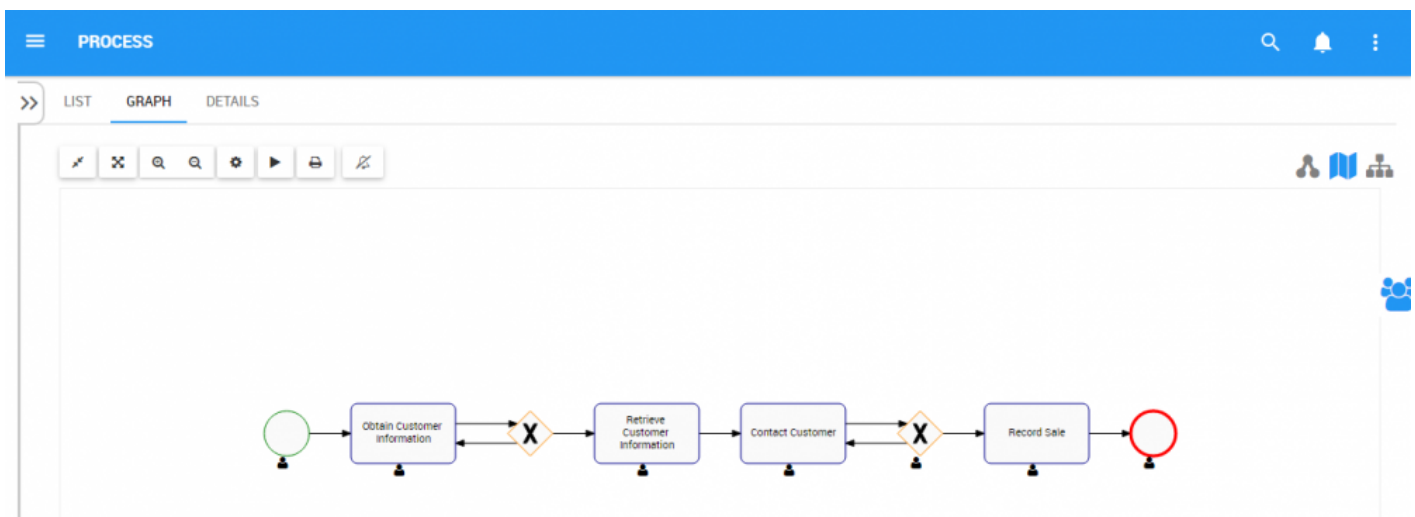 PROCESS
LIST GRAPH DETAILS
Obtain Customer
Information
X
Retrieve
Customer
Information
Contact Customer
X
Record Sale